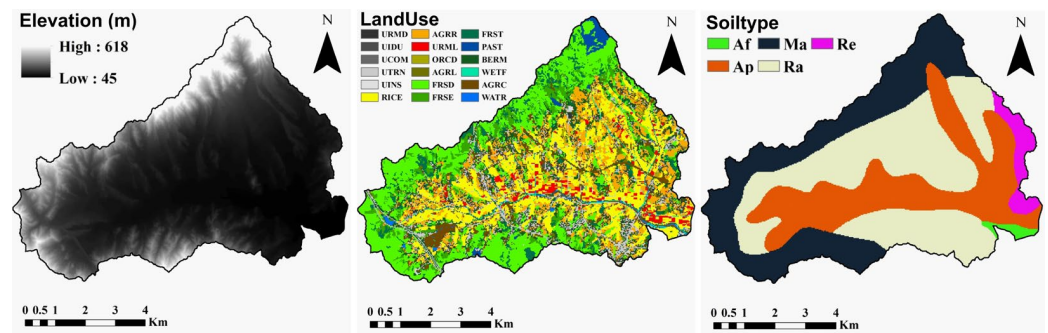 Elevation (m)
High : 618
Low : 45
N
0 0.5 1 2 3 4
Km
LandUse
URMD AGRR FRST
UIDU URML PAST
UCOM ORCD BERM
UTRN AGRL WETF
UINS FRSD AGRC
RICE FRSE WATR
N
0 0.5 1 2 3 4
Km
Soiltype
Af Ma Re
Ap Ra
N
0 0.5 1 2 3 4
Km